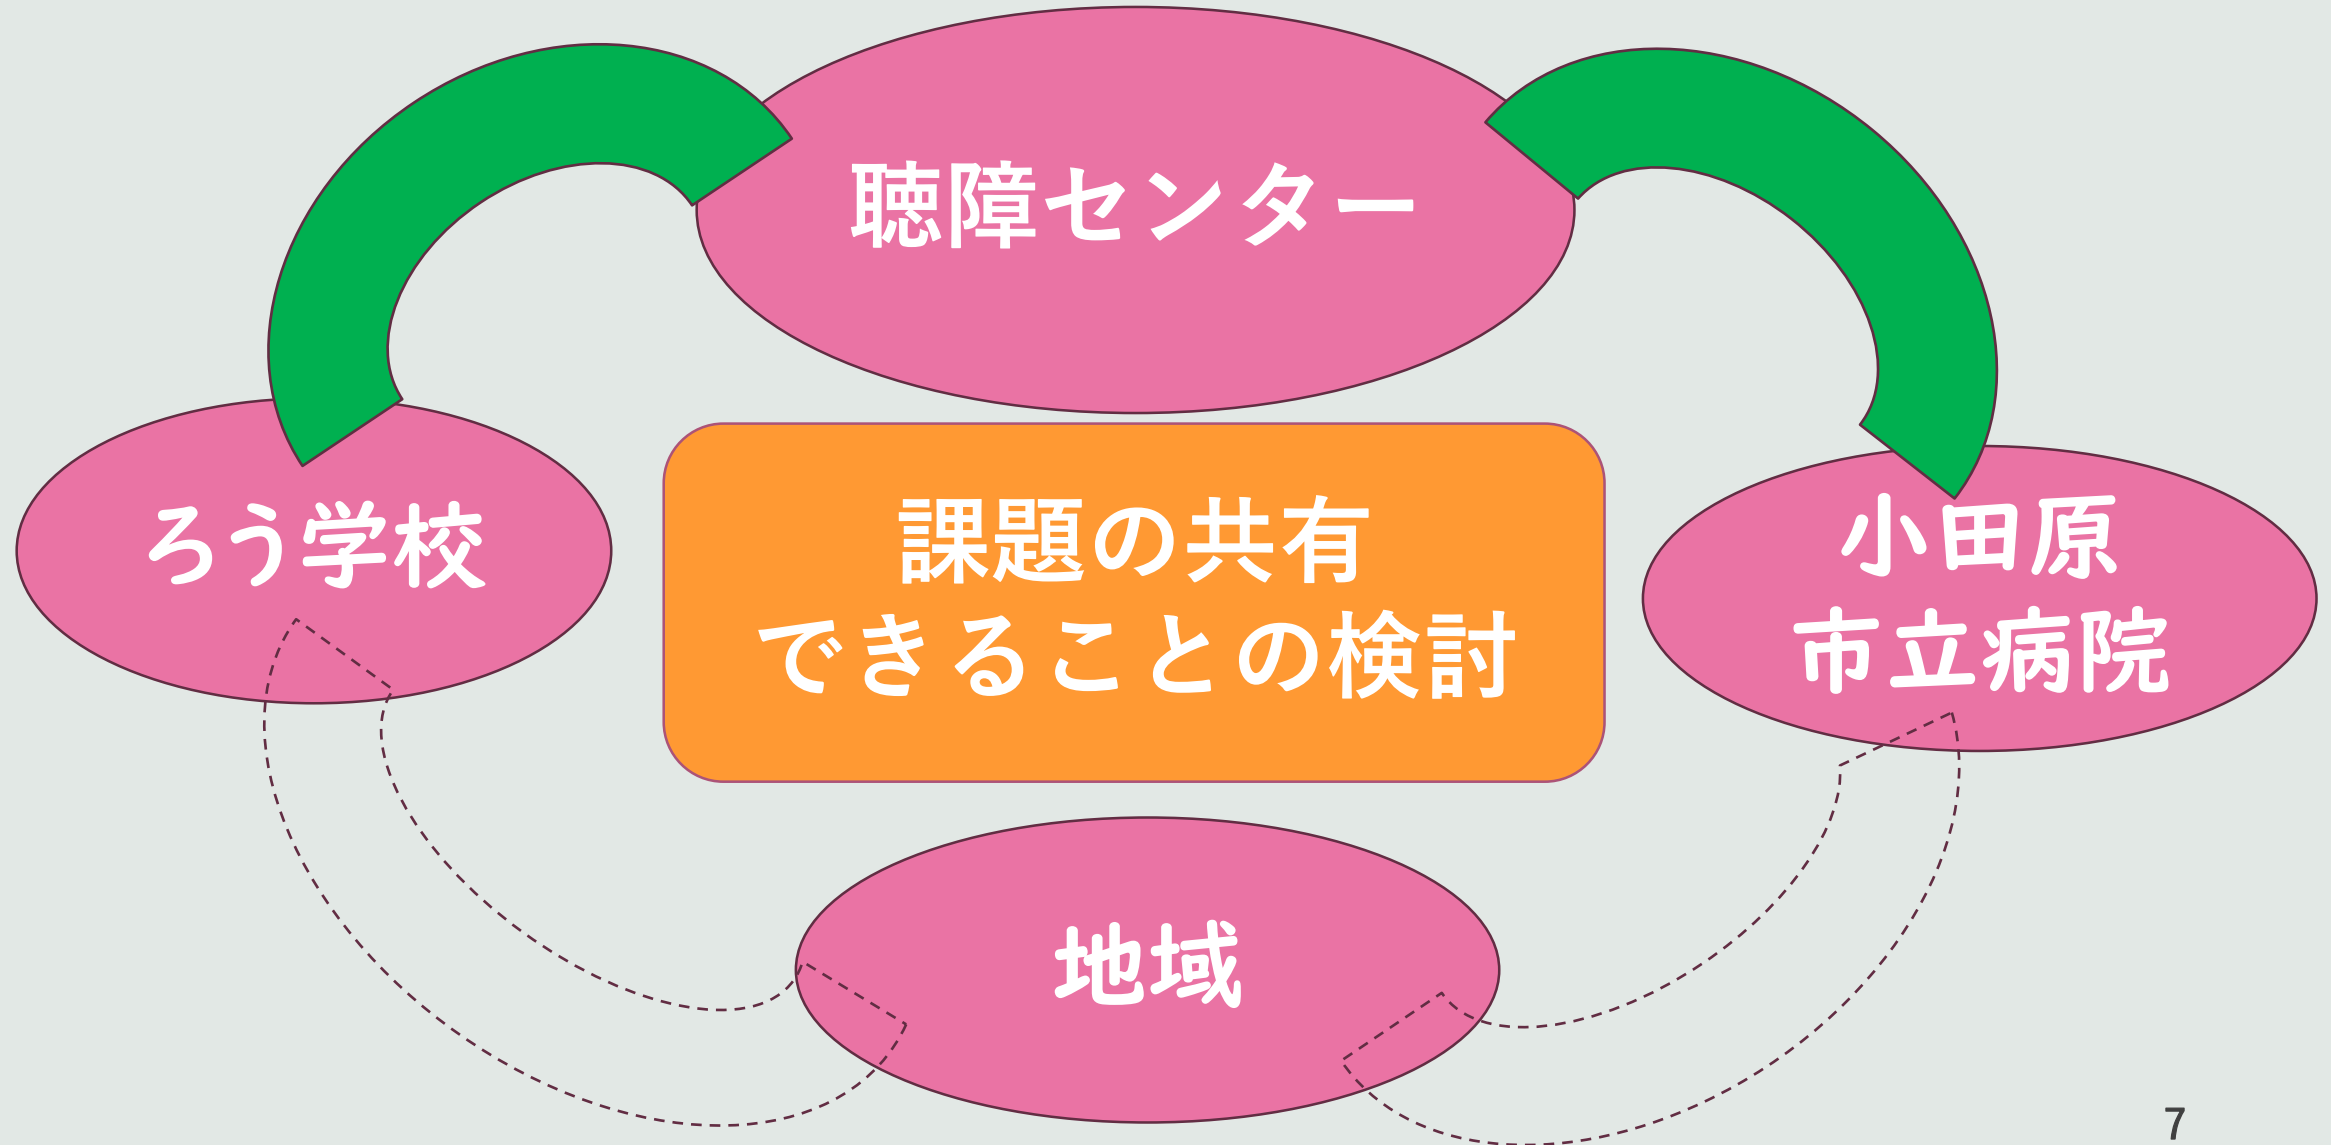 聴障センター
ろう学校
課題の共有
できることの検討
小田原
市立病院
地域
7